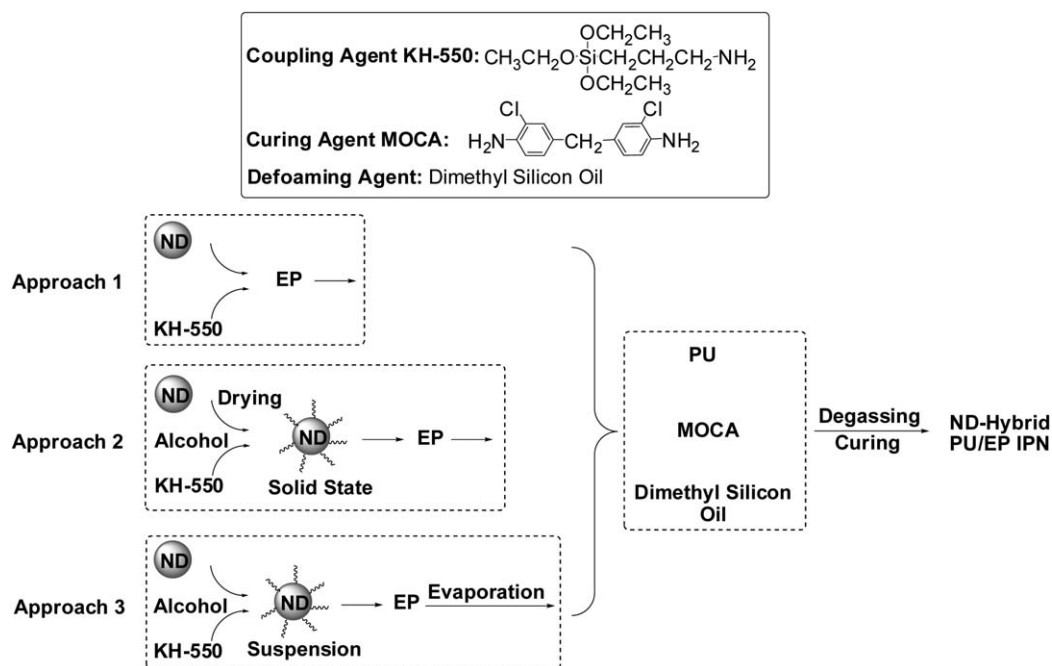 OCH₂CH₃
Coupling Agent KH-550: CH₃CH₂O-SiCH₂CH₂CH₂-NH₂
OCH₂CH₃
Cl Cl
Curing Agent MOCA: H₂N CH₂ NH₂
Defoaming Agent: Dimethyl Silicon Oil
Approach 1
ND
EP
KH-550
Approach 2
ND
Drying
Alcohol
ND
EP
KH-550
Solid State
Approach 3
ND
Alcohol
ND
EP
Evaporation
KH-550
Suspension
PU
MOCA
Dimethyl Silicon
Oil
Degassing
Curing
ND-Hybrid
PU/EP IPN